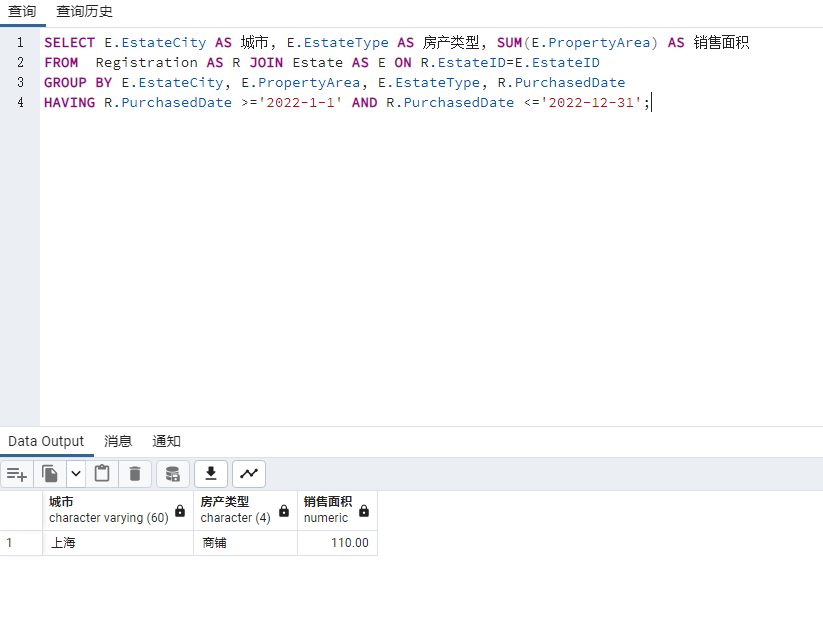 查询 查询历史
1 SELECT E.EstateCity AS 城市, E.EstateType AS 房产类型, SUM(E.PropertyArea) AS 销售面积
2 FROM  Registration AS R JOIN Estate AS E ON R.EstateID=E.EstateID
3 GROUP BY E.EstateCity, E.PropertyArea, E.EstateType, R.PurchasedDate
4 HAVING R.PurchasedDate >='2022-1-1' AND R.PurchasedDate <='2022-12-31';
Data Output 消息 通知
城市 房产类型 销售面积
character varying (60) character (4) numeric
1 上海 商铺 110.00